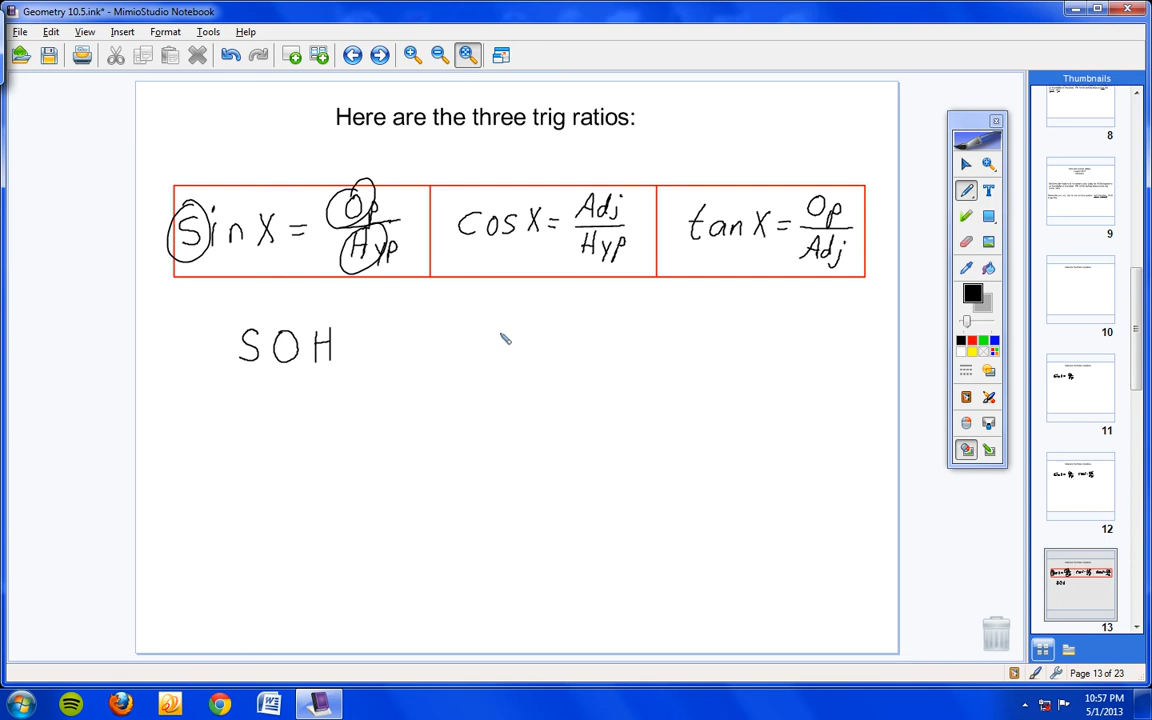 Geometry 10.5.ink* - MimioStudio Notebook
File Edit View Insert Format Tools Help
Here are the three trig ratios:
Sin X = Op/Hyp cos X = Adj/Hyp tan X = Op/Adj
S O H
Thumbnails
8
9
10
11
12
13
Page 13 of 23
10:57 PM
5/1/2013